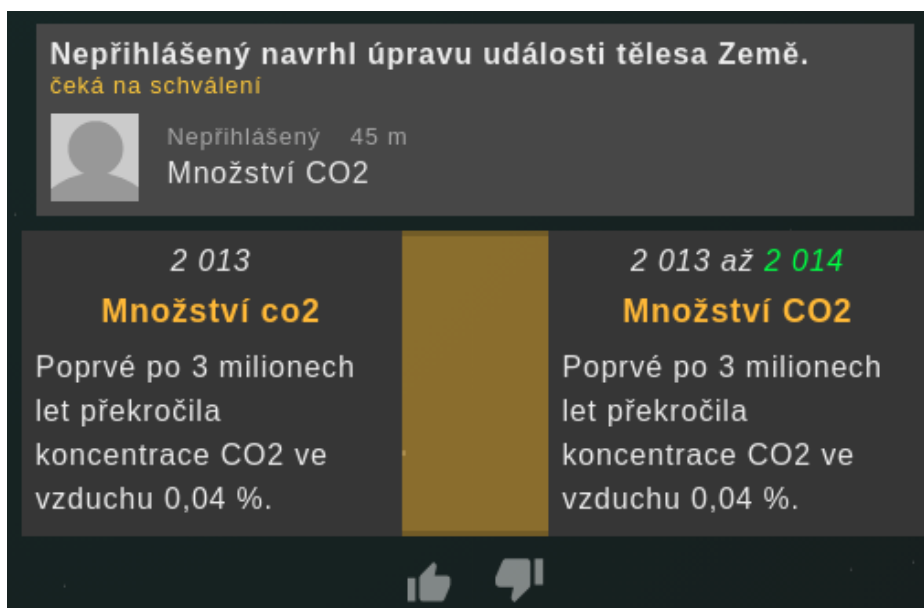 Nepřihlášený navrhl úpravu události tělesa Země.
čeká na schválení
Nepřihlášený 45 m
Množství CO2
2 013
Množství co2
Poprvé po 3 milionech
let překročila
koncentrace CO2 ve
vzduchu 0,04 %.
2 013 až 2 014
Množství CO2
Poprvé po 3 milionech
let překročila
koncentrace CO2 ve
vzduchu 0,04 %.